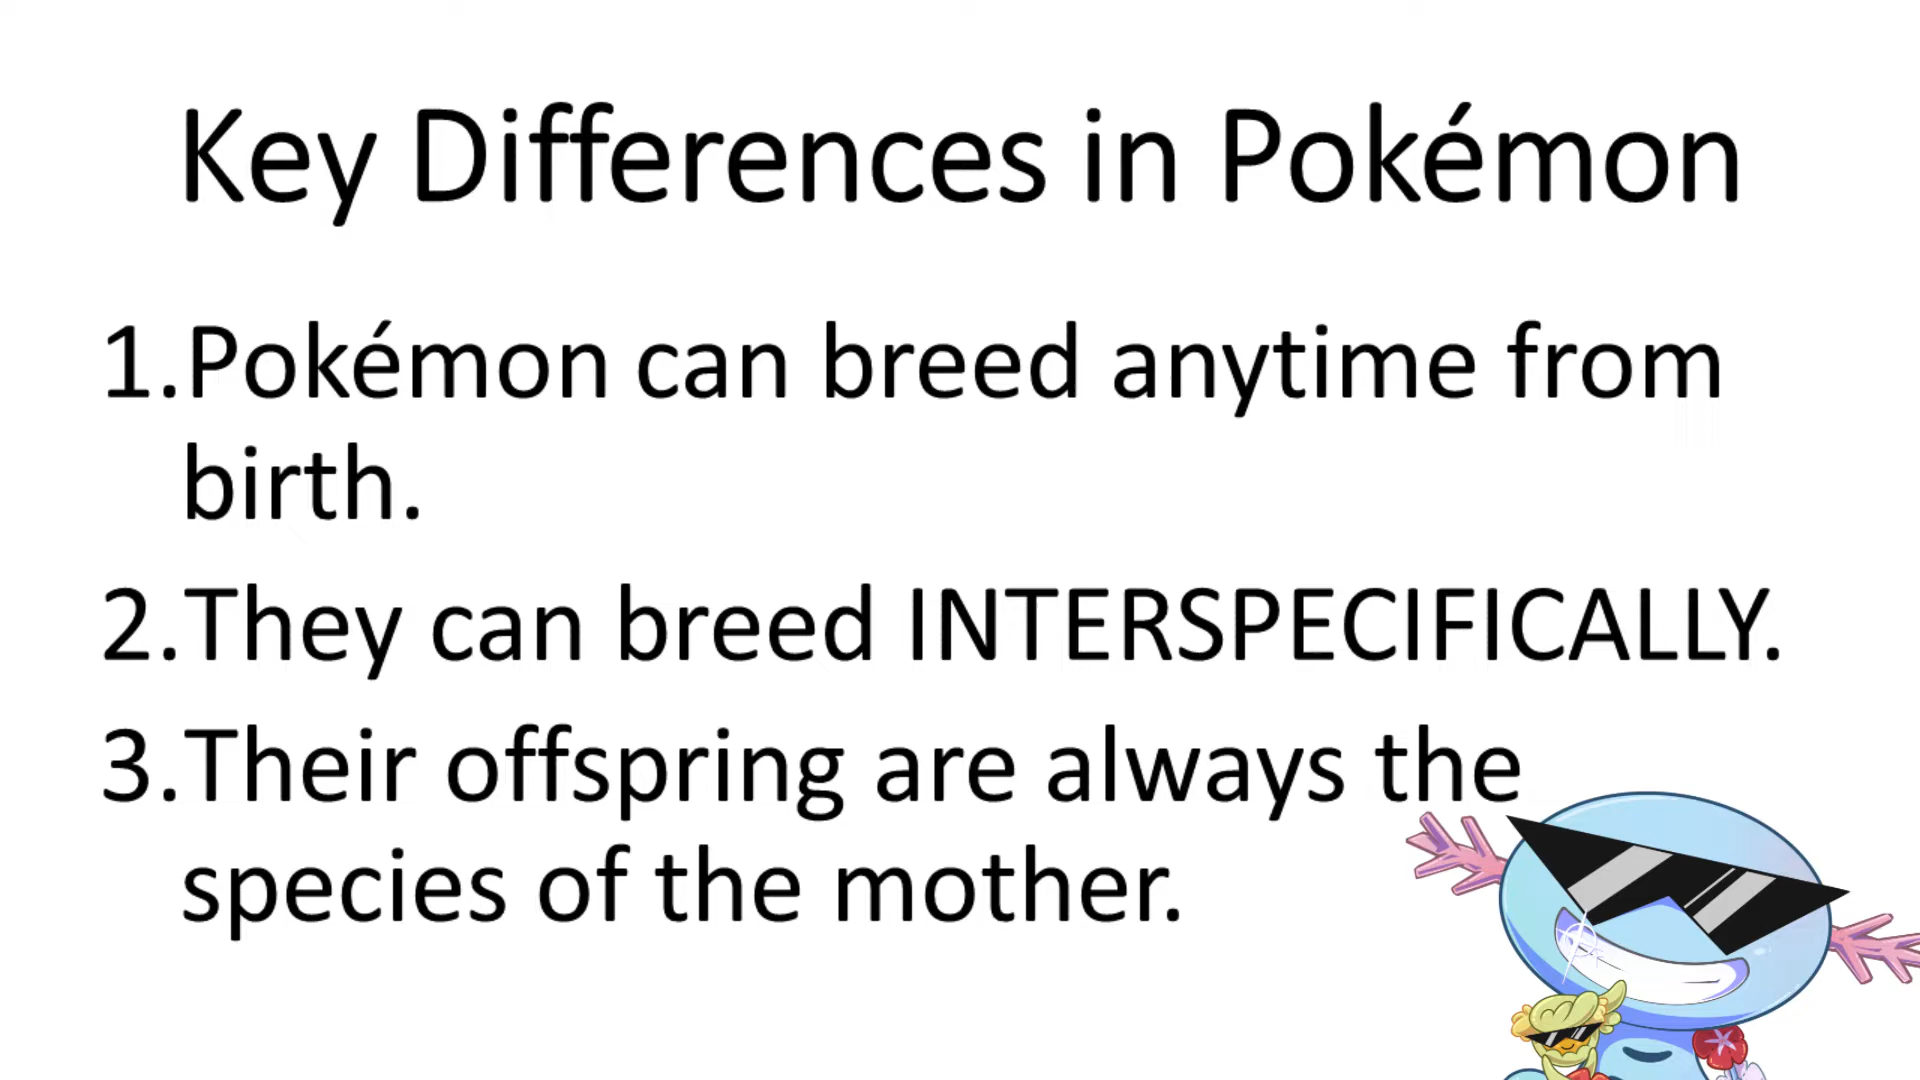 Key Differences in Pokémon
1.Pokémon can breed anytime from
birth.
2.They can breed INTERSPECIFICALLY.
3.Their offspring are always the
species of the mother.